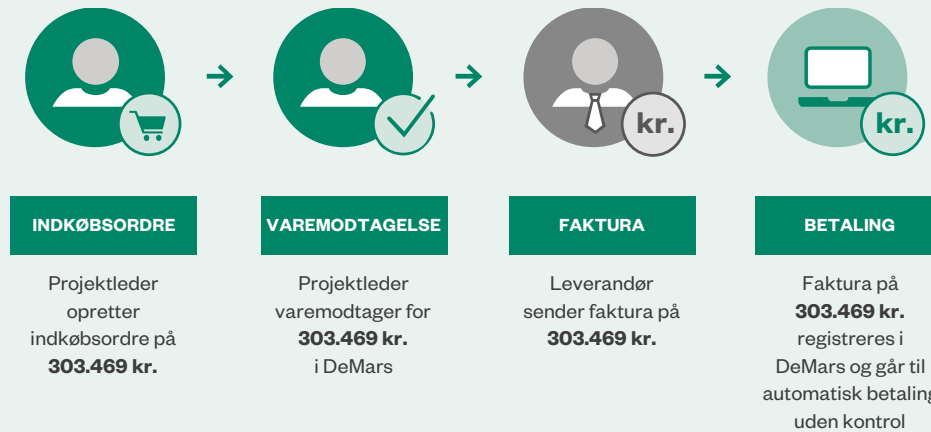 kr.
kr.
INDKØBSORDRE
Projektleder
opretter
indkøbsordre på
303.469 kr.
VAREMODTAGELSE
Projektleder
varemodtager for
303.469 kr.
i DeMars
FAKTURA
Leverandør
sender faktura på
303.469 kr.
BETALING
Faktura på
303.469 kr.
registreres i
DeMars og går til
automatisk betaling
uden kontrol